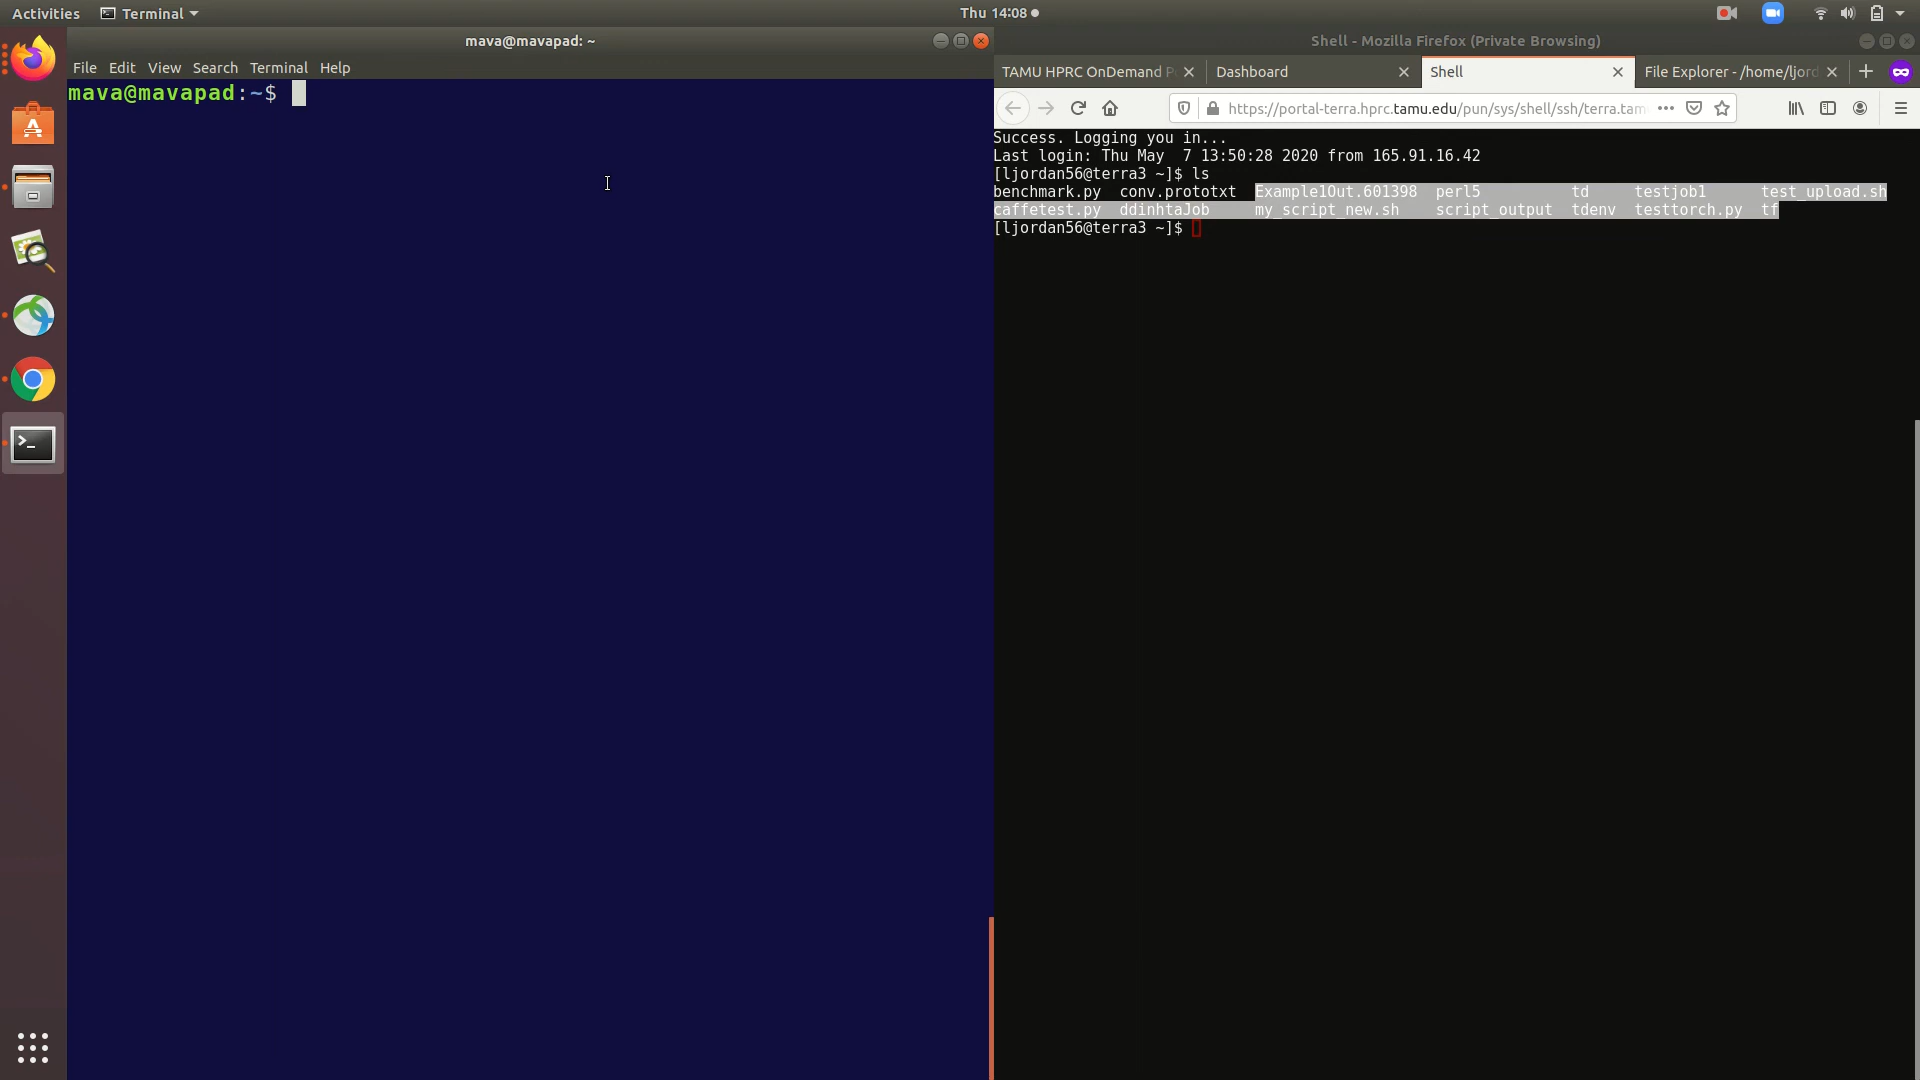 Activities Terminal Thu 14:08
mava@mavapad: ~
File Edit View Search Terminal Help
mava@mavapad:~$
Shell - Mozilla Firefox (Private Browsing)
TAMU HPRC OnDemand P Dashboard Shell File Explorer - /home/ljord
https://portal-terra.hprc.tamu.edu/pun/sys/shell/ssh/terra.tam
Success. Logging you in...
Last login: Thu May  7 13:50:28 2020 from 165.91.16.42
[ljordan56@terra3 ~]$ ls
benchmark.py  conv.prototxt  Example1Out.601398  perl5          td     testjob1      test_upload.sh
caffetest.py  ddinhtaJob     my_script_new.sh    script_output  tdenv  testtorch.py  tf
[ljordan56@terra3 ~]$